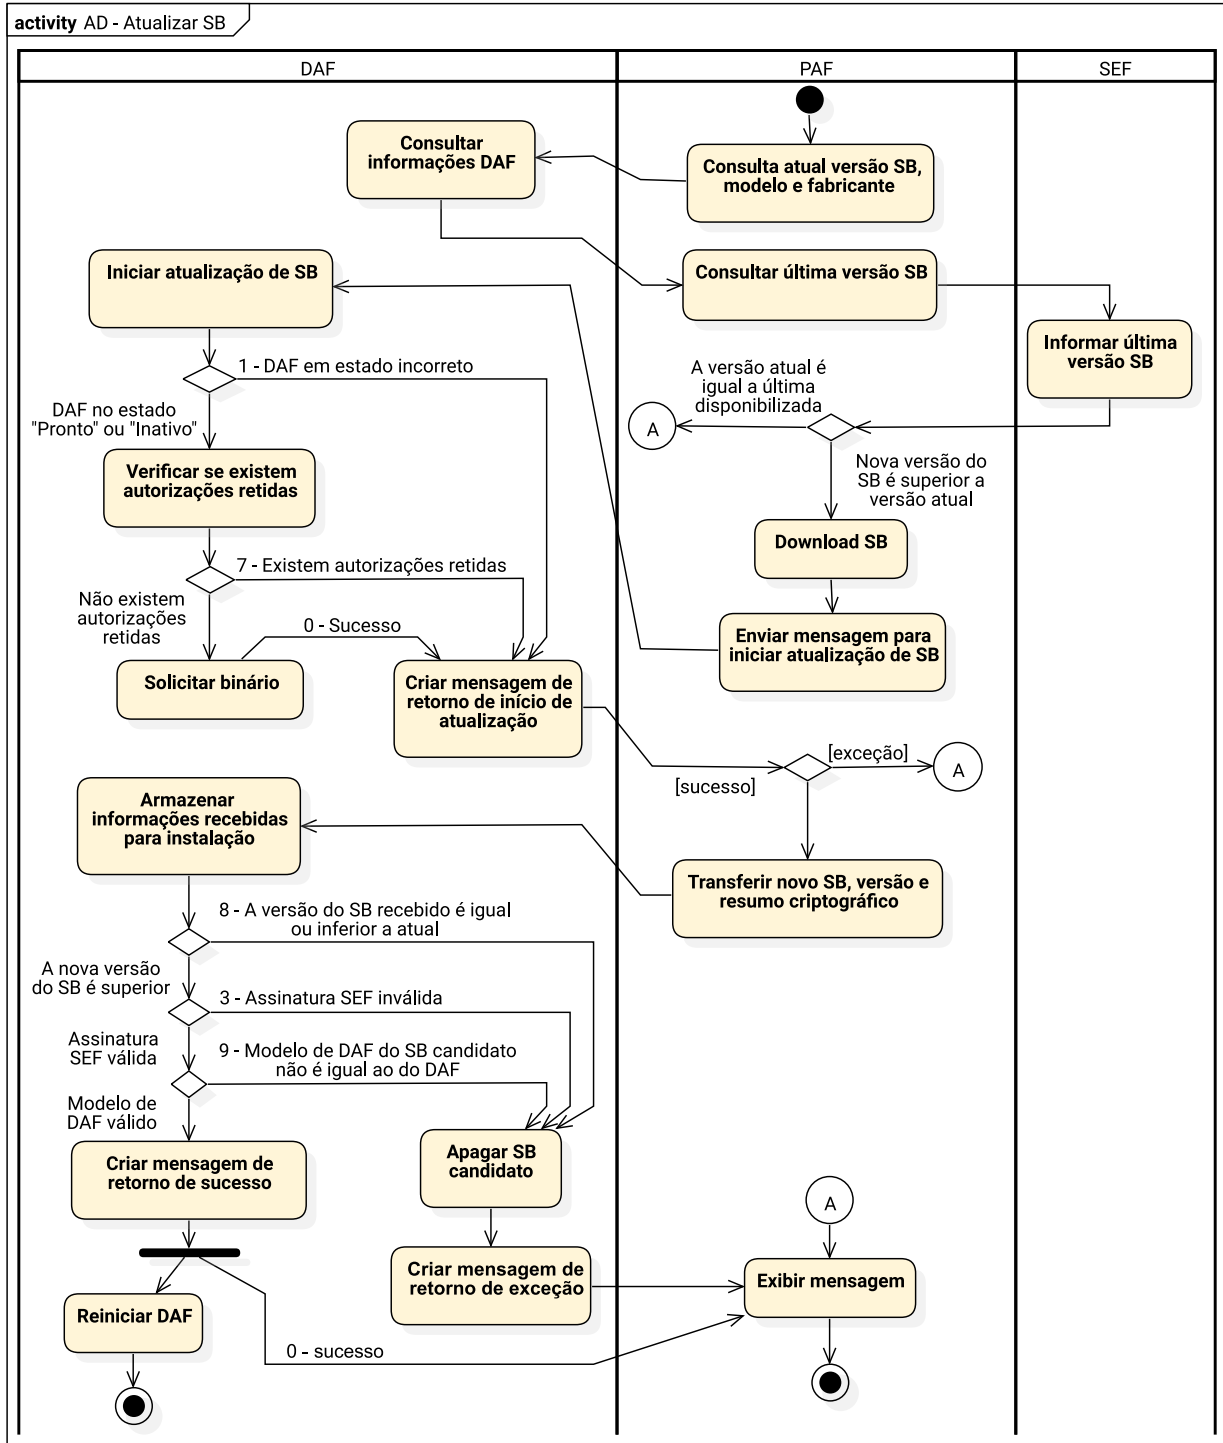 activity AD - Atualizar SB
DAF
PAF
SEF
Consultar
informações DAF
Consulta atual versão SB,
modelo e fabricante
Iniciar atualização de SB
Consultar última versão SB
Informar última
versão SB
1 - DAF em estado incorreto
A versão atual é
igual a última
disponibilizada
A
DAF no estado
"Pronto" ou "Inativo"
Nova versão do
SB é superior a
versão atual
Verificar se existem
autorizações retidas
Download SB
7 - Existem autorizações retidas
Não existem
autorizações
retidas
0 - Sucesso
Enviar mensagem para
iniciar atualização de SB
Solicitar binário
Criar mensagem de
retorno de início de
atualização
[exceção]
A
[sucesso]
Armazenar
informações recebidas
para instalação
Transferir novo SB, versão e
resumo criptográfico
8 - A versão do SB recebido é igual
ou inferior a atual
A nova versão
do SB é superior
3 - Assinatura SEF inválida
Assinatura
SEF válida
9 - Modelo de DAF do SB candidato
não é igual ao do DAF
Modelo de
DAF válido
Criar mensagem de
retorno de sucesso
Apagar SB
candidato
A
Criar mensagem de
retorno de exceção
Exibir mensagem
Reiniciar DAF
0 - sucesso